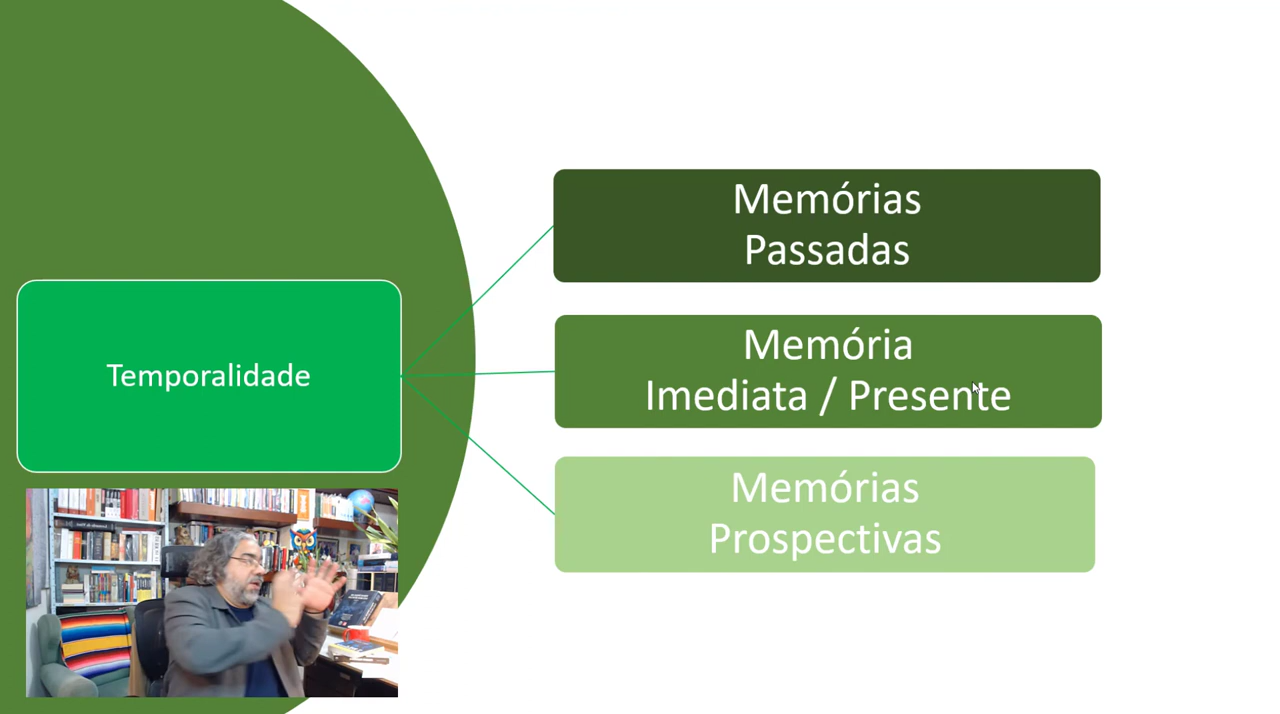 Temporalidade
Memórias
Passadas
Memória
Imediata / Presente
Memórias
Prospectivas